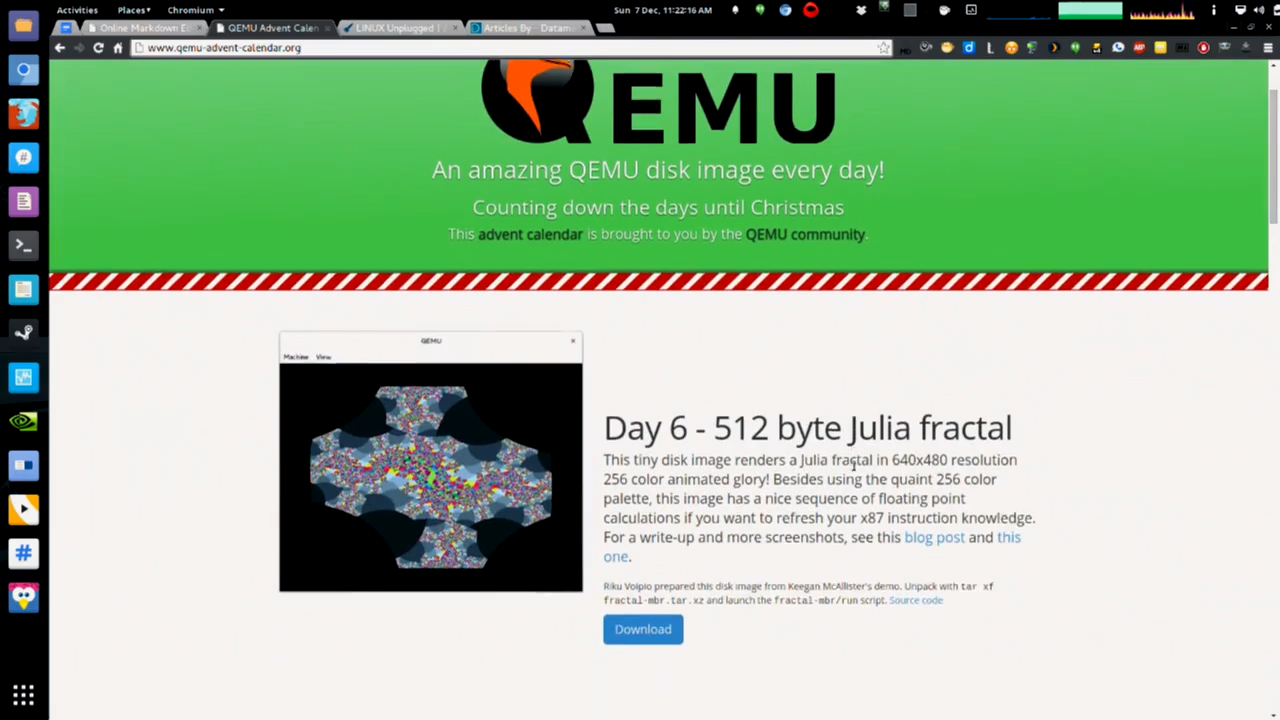 Activities Places Chromium Sun 7 Dec, 11:22:16 AM
Online Markdown Ed QEMU Advent Calen LINUX Unplugged | Articles By - Datam
www.qemu-advent-calendar.org
QEMU
An amazing QEMU disk image every day!
Counting down the days until Christmas
This advent calendar is brought to you by the QEMU community.
QEMU
Machine View
Day 6 - 512 byte Julia fractal
This tiny disk image renders a Julia fractal in 640x480 resolution
256 color animated glory! Besides using the quaint 256 color
palette, this image has a nice sequence of floating point
calculations if you want to refresh your x87 instruction knowledge.
For a write-up and more screenshots, see this blog post and this
one.
Riku Voipio prepared this disk image from Keegan McAllister's demo. Unpack with tar xf
fractal-mbr.tar.xz and launch the fractal-mbr/run script. Source code
Download